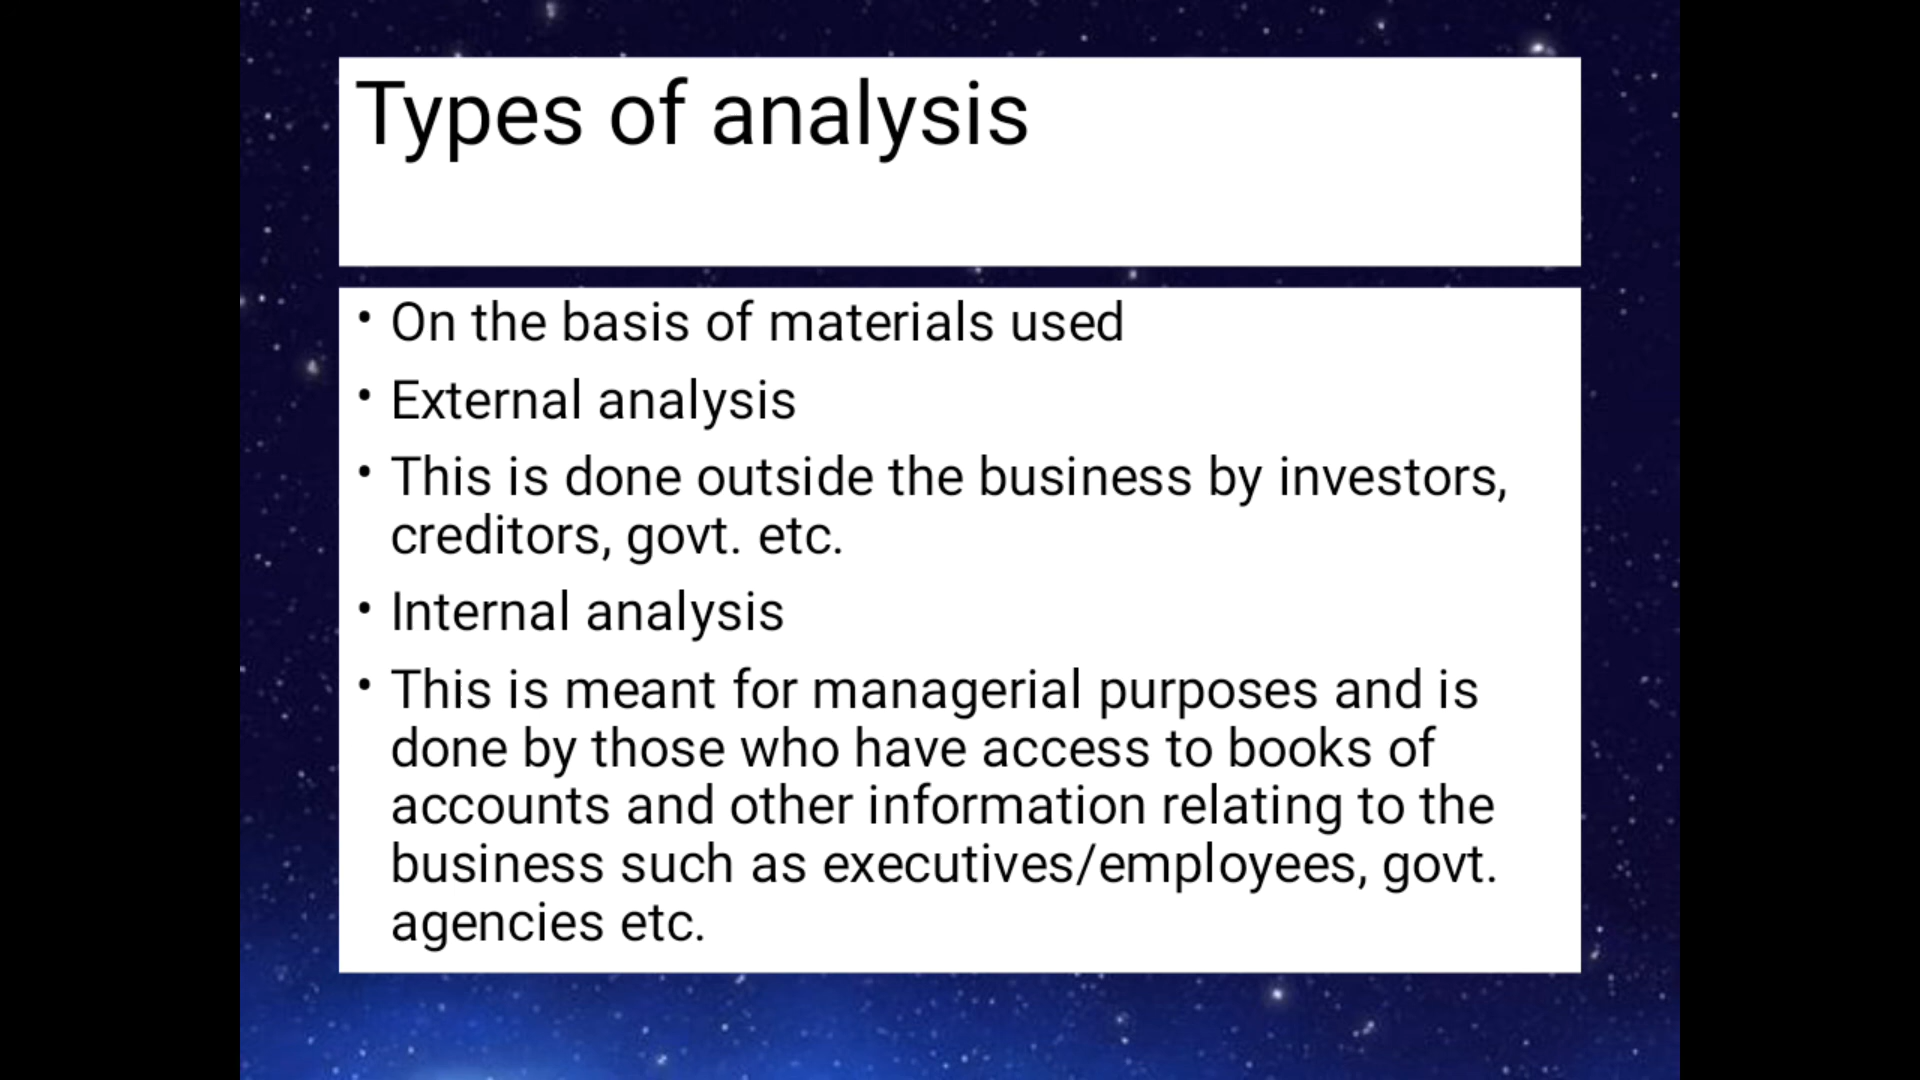 Types of analysis
• On the basis of materials used
• External analysis
• This is done outside the business by investors,
creditors, govt. etc.
• Internal analysis
• This is meant for managerial purposes and is
done by those who have access to books of
accounts and other information relating to the
business such as executives/employees, govt.
agencies etc.